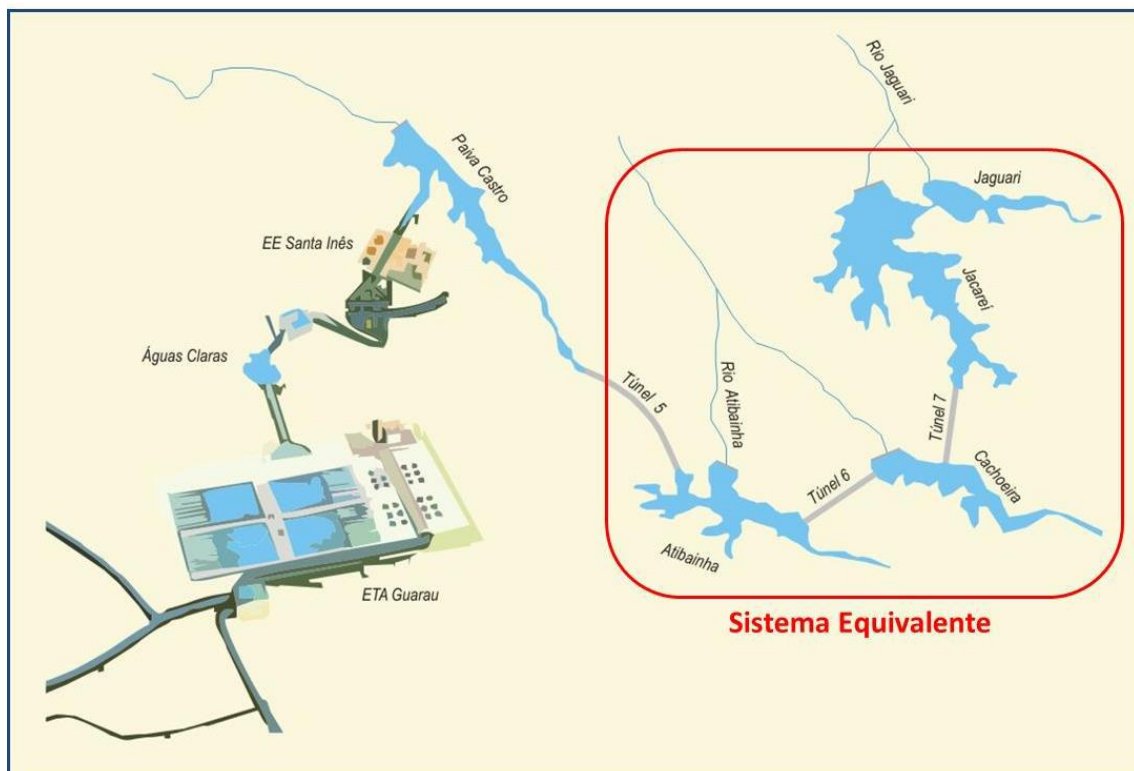 Rio Jaguari
Paiva Castro
Jaguari
EE Santa Inês
Jacareí
Águas Claras
Túnel 5
Rio Atibainha
Túnel 7
Túnel 6
Cachoeira
Atibainha
ETA Guarau
Sistema Equivalente